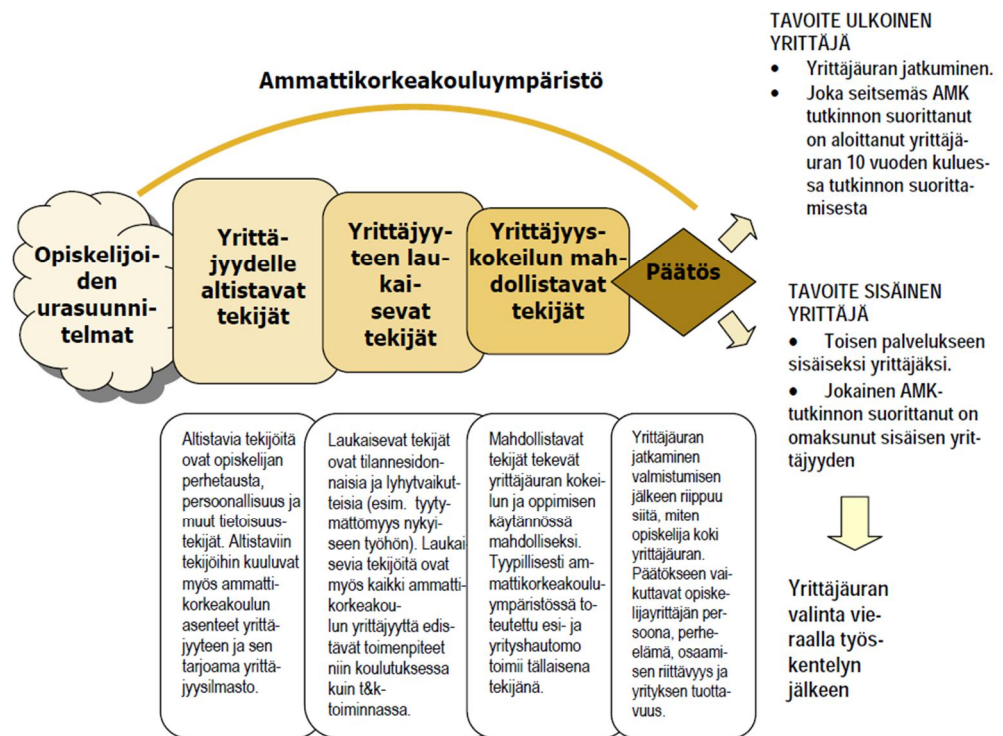 Ammattikorkeakouluympäristö
Opiskelijoi-
den
urasuunni-
telmat
Yrittä-
jyydelle
altistavat
tekijät
Yrittäjyy-
teen lau-
kai-
sevat
tekijät
Yrittäjyys-
kokeilun mah-
dollistavat
tekijät
Päätös
TAVOITE ULKOINEN
YRITTÄJÄ
• Yrittäjäuran jatkuminen.
• Joka seitsemäs AMK
tutkinnon suorittanut
on aloittanut yrittäjä-
uran 10 vuoden kulues-
sa tutkinnon suoritta-
misesta
TAVOITE SISÄINEN
YRITTÄJÄ
• Toisen palvelukseen
sisäiseksi yrittäjäksi.
• Jokainen AMK-
tutkinnon suorittanut on
omaksunut sisäisen yrit-
täjyyden
Yrittäjäuran
valinta vie-
raalla työs-
kentelyn
jälkeen
Altistavia tekijöitä
ovat opiskelijan
perhetausta,
persoonallisuus ja
muut tietoisuus-
tekijät. Altistaviin
tekijöihin kuuluvat
myös ammatti-
korkeakoulun
asenteet yrittä-
jyyteen ja sen
tarjoama yrittä-
jyysilmasto.
Laukaisevat tekijät
ovat tilannesidon-
naisia ja lyhytvaikut-
teisia (esim. tyyty-
mattömyys nykyi-
seen työhön). Laukai-
sevia tekijöitä ovat
myös kaikki ammatti-
korkeakou-
lun yrittäjyyttä edis-
tävät toimenpiteet
niin koulutuksessa
kuin t&k-
toiminnassa.
Mahdollistavat
tekijät tekevät
yrittäjäuran kokei-
lun ja oppimisen
käytännössä
mahdolliseksi.
Tyypillisesti am-
mattikorkeakoulu-
ympäristössä to-
teutettu esi- ja
yrityshautomo
toimii tällaisena
tekijänä.
Yrittäjäuran
jatkaminen
valmistumisen
jälkeen riippuu
siitä, miten
opiskelija koki
yrittäjäuran.
Päätökseen vai-
kuttavat opiske-
lijayrittäjän per-
soona, perhe-
elämä, osaami-
sen riittävyys ja
yrityksen tuotta-
vuus.